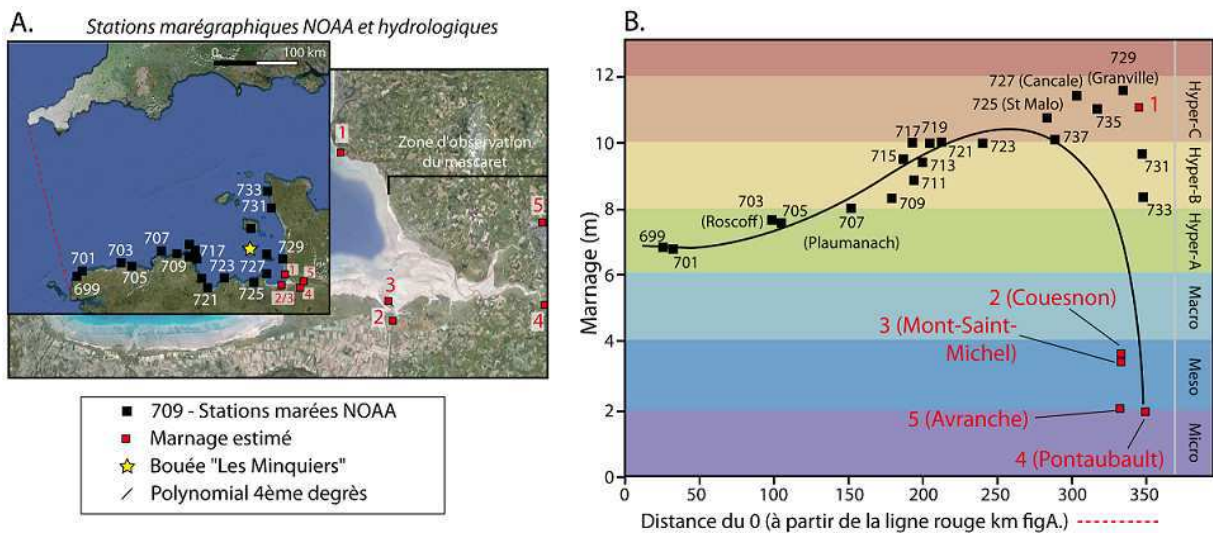 A.
Stations marégraphiques NOAA et hydrologiques
0 100 km
733
731
701
703
707
717
729
699
705
709
723
727
721
725
1
5
2/3
4
1
Zone d'observation
du mascaret
5
3
2
4
709 - Stations marées NOAA
Marnage estimé
Bouée "Les Minquiers"
Polynomial 4ème degrès
B.
Marnage (m)
12
10
8
6
4
2
0
0 50 100 150 200 250 300 350
Distance du 0 (à partir de la ligne rouge km figA.)
729
727 (Cancale) (Granville)
725 (St Malo)
1
735
717 719
737
715 721 723
713
731
711
703
709
733
(Roscoff) 705
707
(Plaumanach)
699
701
2 (Couesnon)
3 (Mont-Saint-
Michel)
5 (Avranche)
4 (Pontaubault)
Hyper-C
Hyper-B
Hyper-A
Macro
Meso
Micro